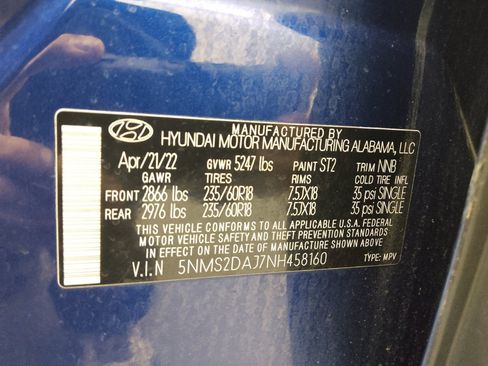 MANUFACTURED BY
HYUNDAI MOTOR MANUFACTURING ALABAMA, LLC
Apr/21/22 GVWR 5247 lbs PAINT ST2 TRIM NNB
GAWR TIRES RIMS COLD TIRE INFL
FRONT 2866 lbs 235/60R18 7.5JX18 35 psi SINGLE
REAR 2976 lbs 235/60R18 7.5JX18 35 psi SINGLE
THIS VEHICLE CONFORMS TO ALL APPLICABLE U.S.A FEDERAL
MOTOR VEHICLE SAFETY AND BUMPER STANDARDS
IN EFFECT ON THE DATE OF MANUFACTURE SHOWN ABOVE.
V.I.N 5NMS2DAJ7NH458160 TYPE: MPV